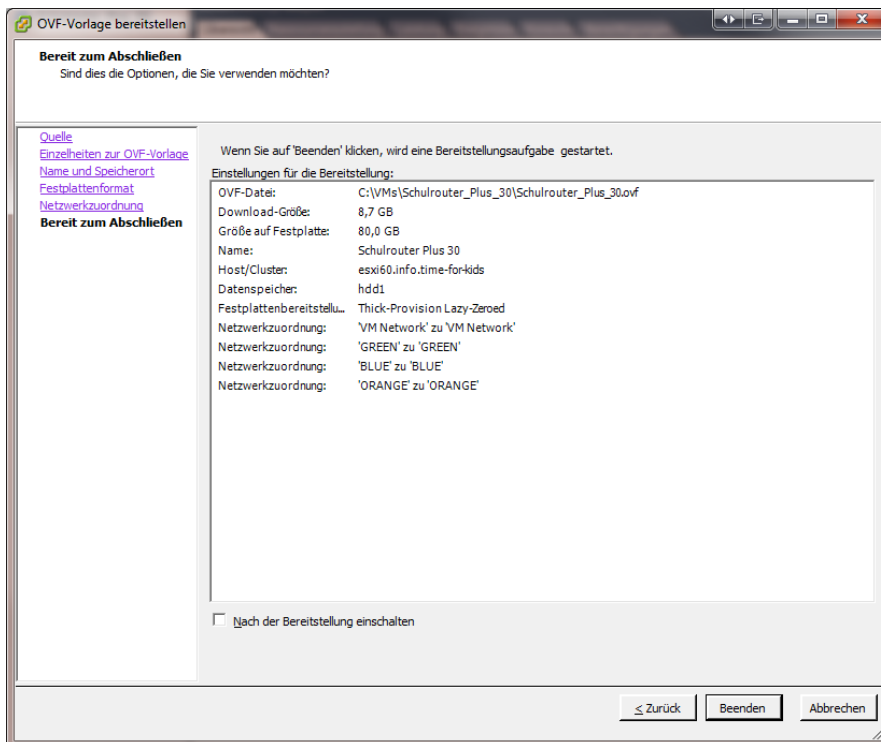 OVF-Vorlage bereitstellen
Bereit zum Abschließen
Sind dies die Optionen, die Sie verwenden möchten?
Quelle
Einzelheiten zur OVF-Vorlage
Name und Speicherort
Festplattenformat
Netzwerkzuordnung
Bereit zum Abschließen
Wenn Sie auf 'Beenden' klicken, wird eine Bereitstellungsaufgabe gestartet.
Einstellungen für die Bereitstellung:
OVF-Datei: C:\VMs\Schulrouter_Plus_30\Schulrouter_Plus_30.ovf
Download-Größe: 8,7 GB
Größe auf Festplatte: 80,0 GB
Name: Schulrouter Plus 30
Host/Cluster: esxi60.info.time-for-kids
Datenspeicher: hdd1
Festplattenbereitstellu... Thick-Provision Lazy-Zeroed
Netzwerkzuordnung: 'VM Network' zu 'VM Network'
Netzwerkzuordnung: 'GREEN' zu 'GREEN'
Netzwerkzuordnung: 'BLUE' zu 'BLUE'
Netzwerkzuordnung: 'ORANGE' zu 'ORANGE'
Nach der Bereitstellung einschalten
< Zurück Beenden Abbrechen